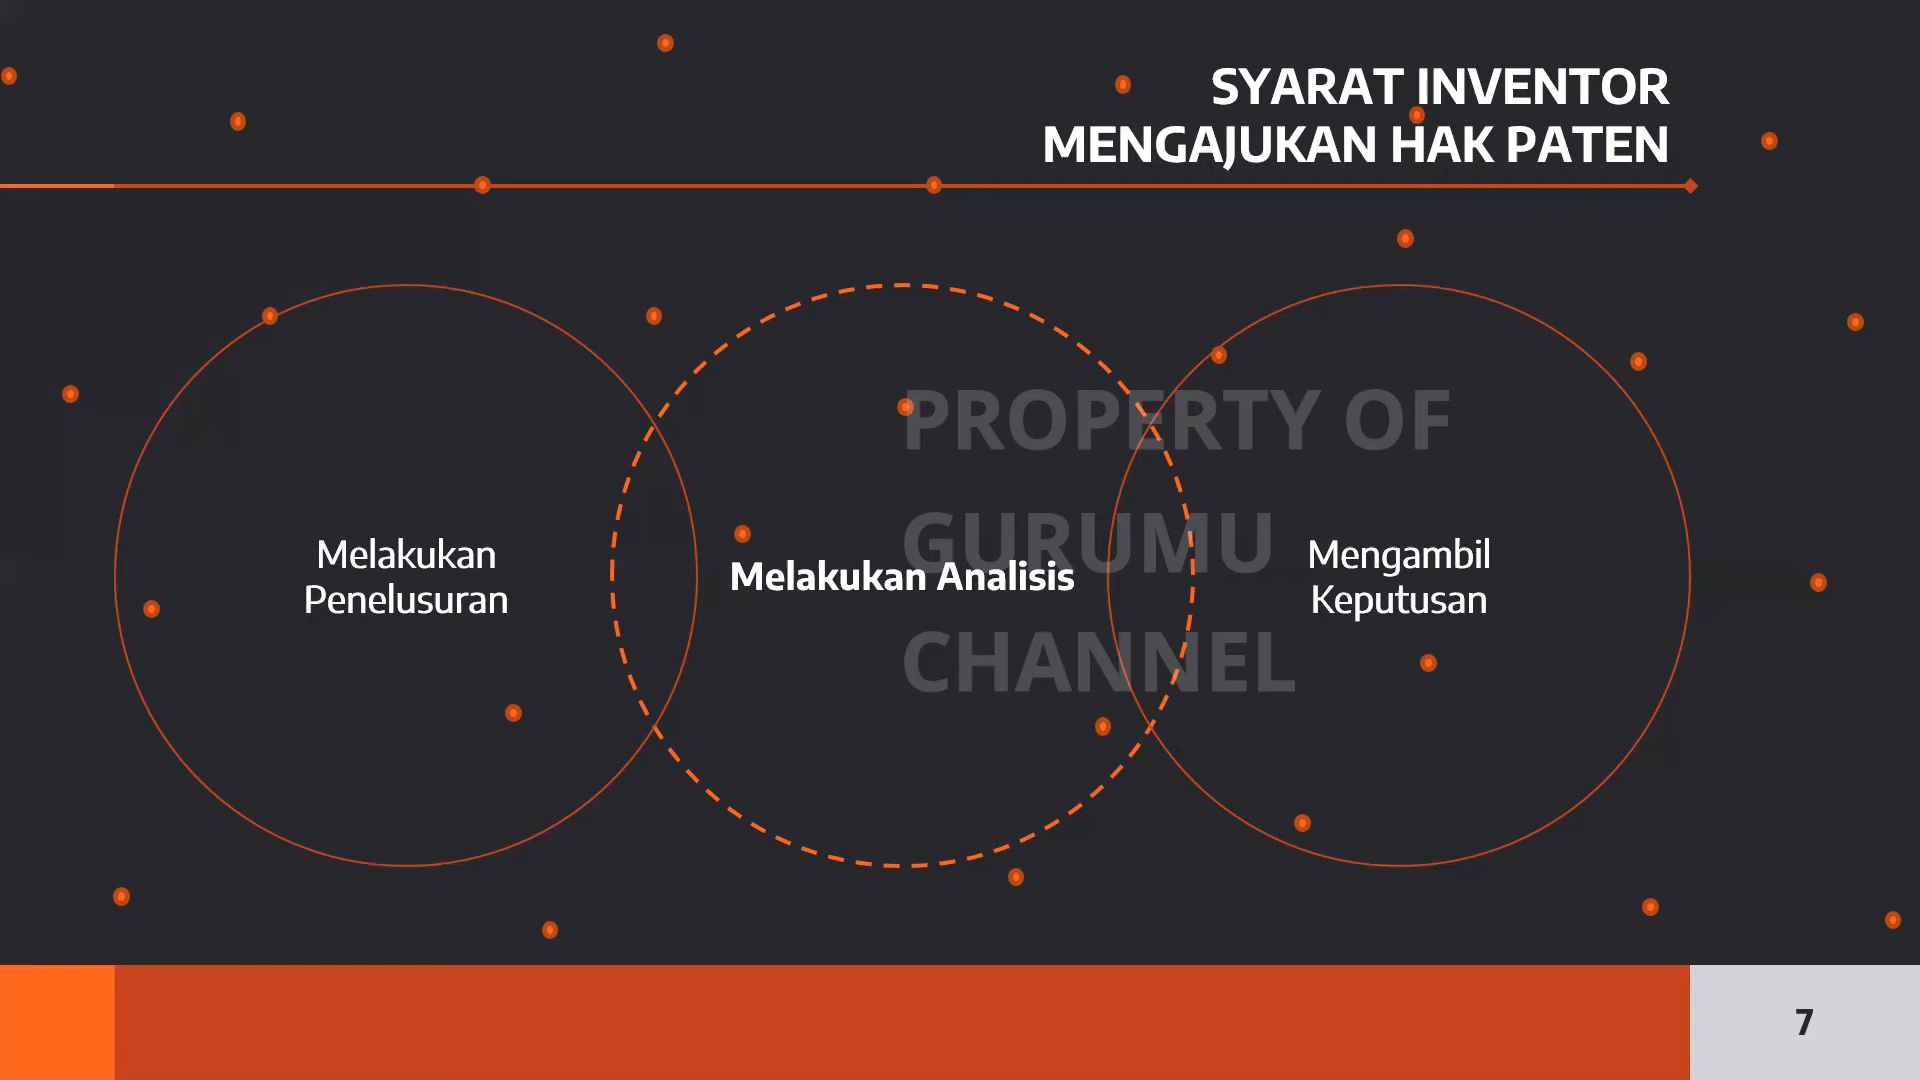 SYARAT INVENTOR
MENGAJUKAN HAK PATEN
Melakukan
Penelusuran
Melakukan Analisis
Mengambil
Keputusan
PROPERTY OF
GURUMU
CHANNEL
7